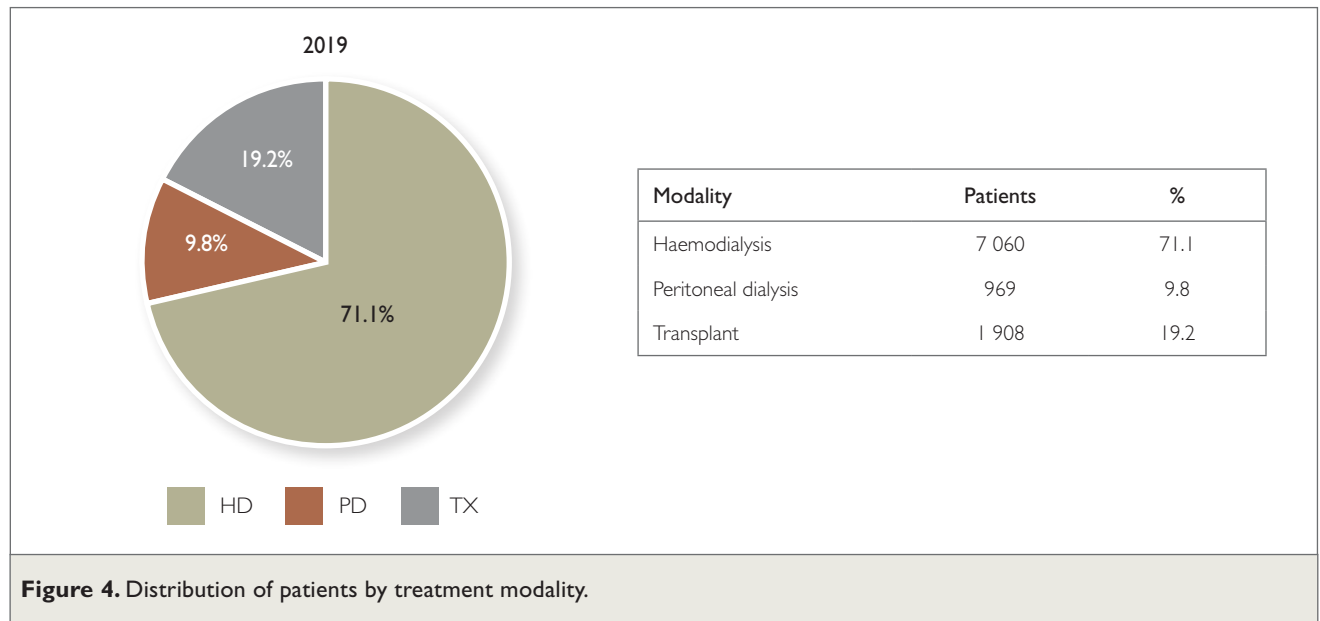 2019
19.2%
9.8%
71.1%
HD PD TX
Modality Patients %
Haemodialysis 7 060 71.1
Peritoneal dialysis 969 9.8
Transplant 1 908 19.2
Figure 4. Distribution of patients by treatment modality.